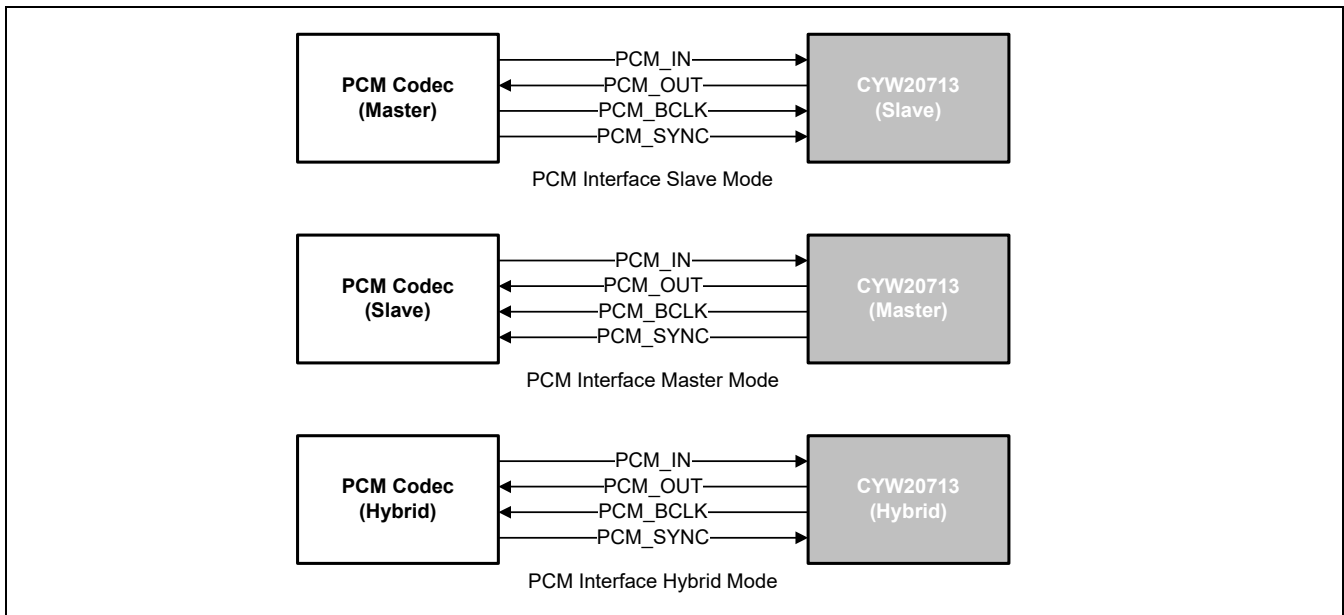 PCM Codec
(Master)
PCM_IN
PCM_OUT
PCM_BCLK
PCM_SYNC
CYW20713
(Slave)
PCM Interface Slave Mode
PCM Codec
(Slave)
PCM_IN
PCM_OUT
PCM_BCLK
PCM_SYNC
CYW20713
(Master)
PCM Interface Master Mode
PCM Codec
(Hybrid)
PCM_IN
PCM_OUT
PCM_BCLK
PCM_SYNC
CYW20713
(Hybrid)
PCM Interface Hybrid Mode